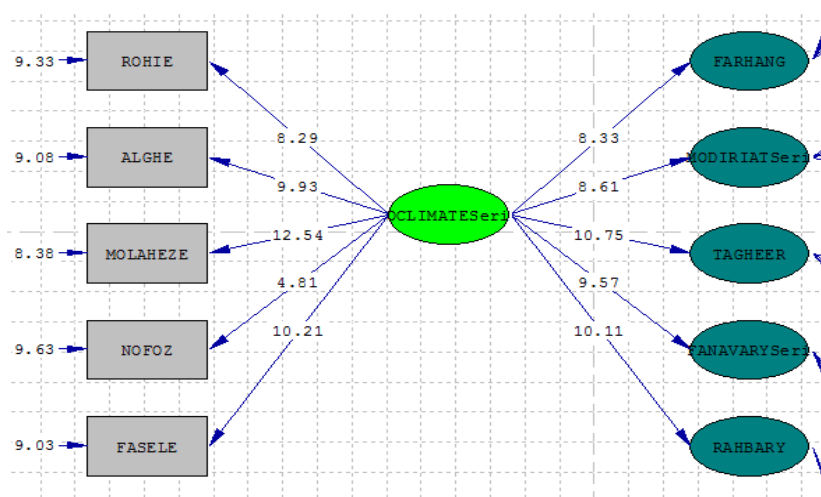 9.33 ROHIE
9.08 ALGHE
8.38 MOLAHEZE
9.63 NOFOZ
9.03 FASELE
8.29
9.93
12.54
4.81
10.21
OCLIMATESeri
8.33
8.61
10.75
9.57
10.11
FARHANG
MODIRIATSeri
TAGHEER
FANAVARYSeri
RAHBARY